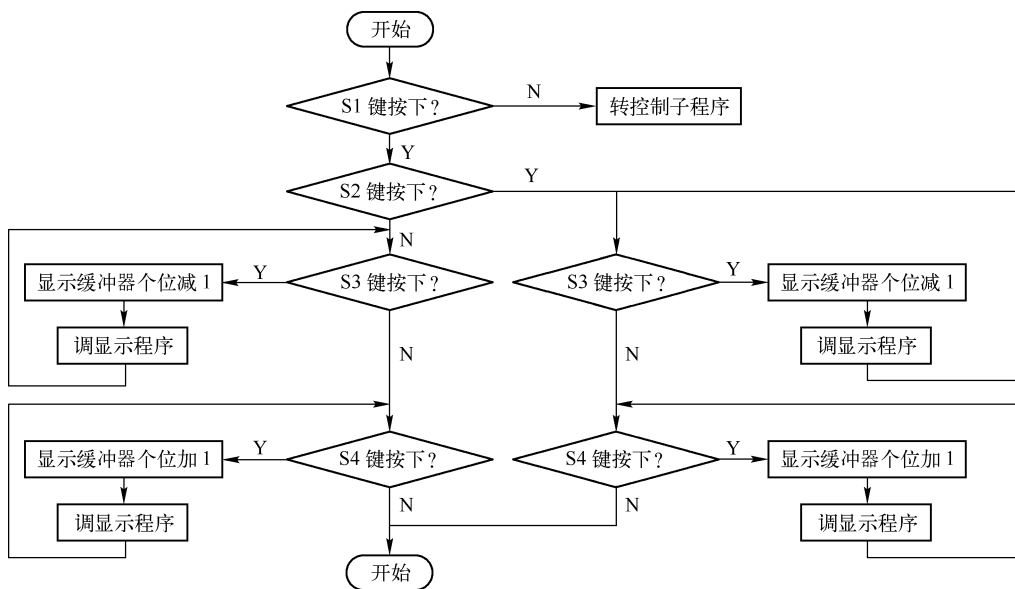 开始
S1 键按下？
N
转控制子程序
Y
S2 键按下？
Y
N
显示缓冲器个位减 1
Y
S3 键按下？
S3 键按下？
Y
显示缓冲器个位减 1
调显示程序
调显示程序
N
N
显示缓冲器个位加 1
Y
S4 键按下？
S4 键按下？
Y
显示缓冲器个位加 1
N
N
调显示程序
调显示程序
开始